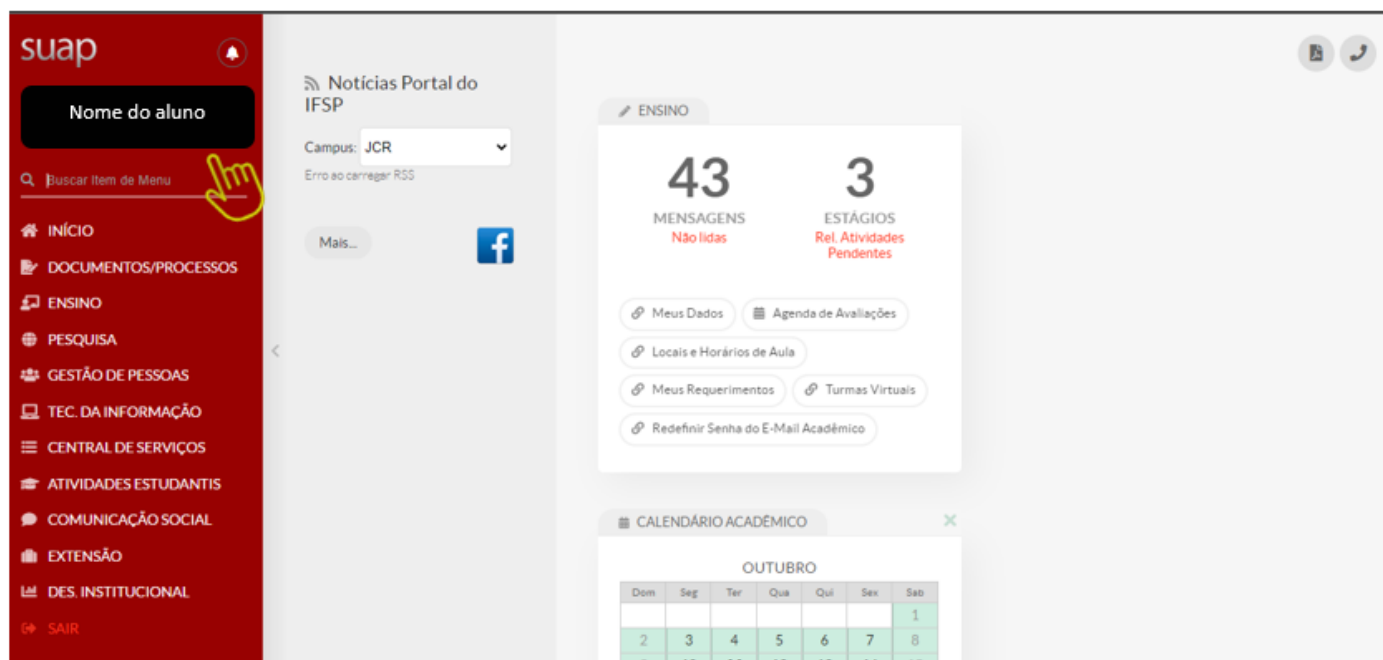 suap
Nome do aluno
Buscar Item de Menu
INÍCIO
DOCUMENTOS/PROCESSOS
ENSINO
PESQUISA
GESTÃO DE PESSOAS
TEC. DA INFORMAÇÃO
CENTRAL DE SERVIÇOS
ATIVIDADES ESTUDANTIS
COMUNICAÇÃO SOCIAL
EXTENSÃO
DES. INSTITUCIONAL
SAIR
Notícias Portal do
IFSP
Campus: JCR
Erro ao carregar RSS
Mais...
ENSINO
43 3
MENSAGENS ESTÁGIOS
Não lidas Rel. Atividades
Pendentes
Meus Dados Agenda de Avaliações
Locais e Horários de Aula
Meus Requerimentos Turmas Virtuais
Redefinir Senha do E-Mail Acadêmico
CALENDÁRIO ACADÊMICO
OUTUBRO
Dom Seg Ter Qua Qui Sex Sab
1
2 3 4 5 6 7 8